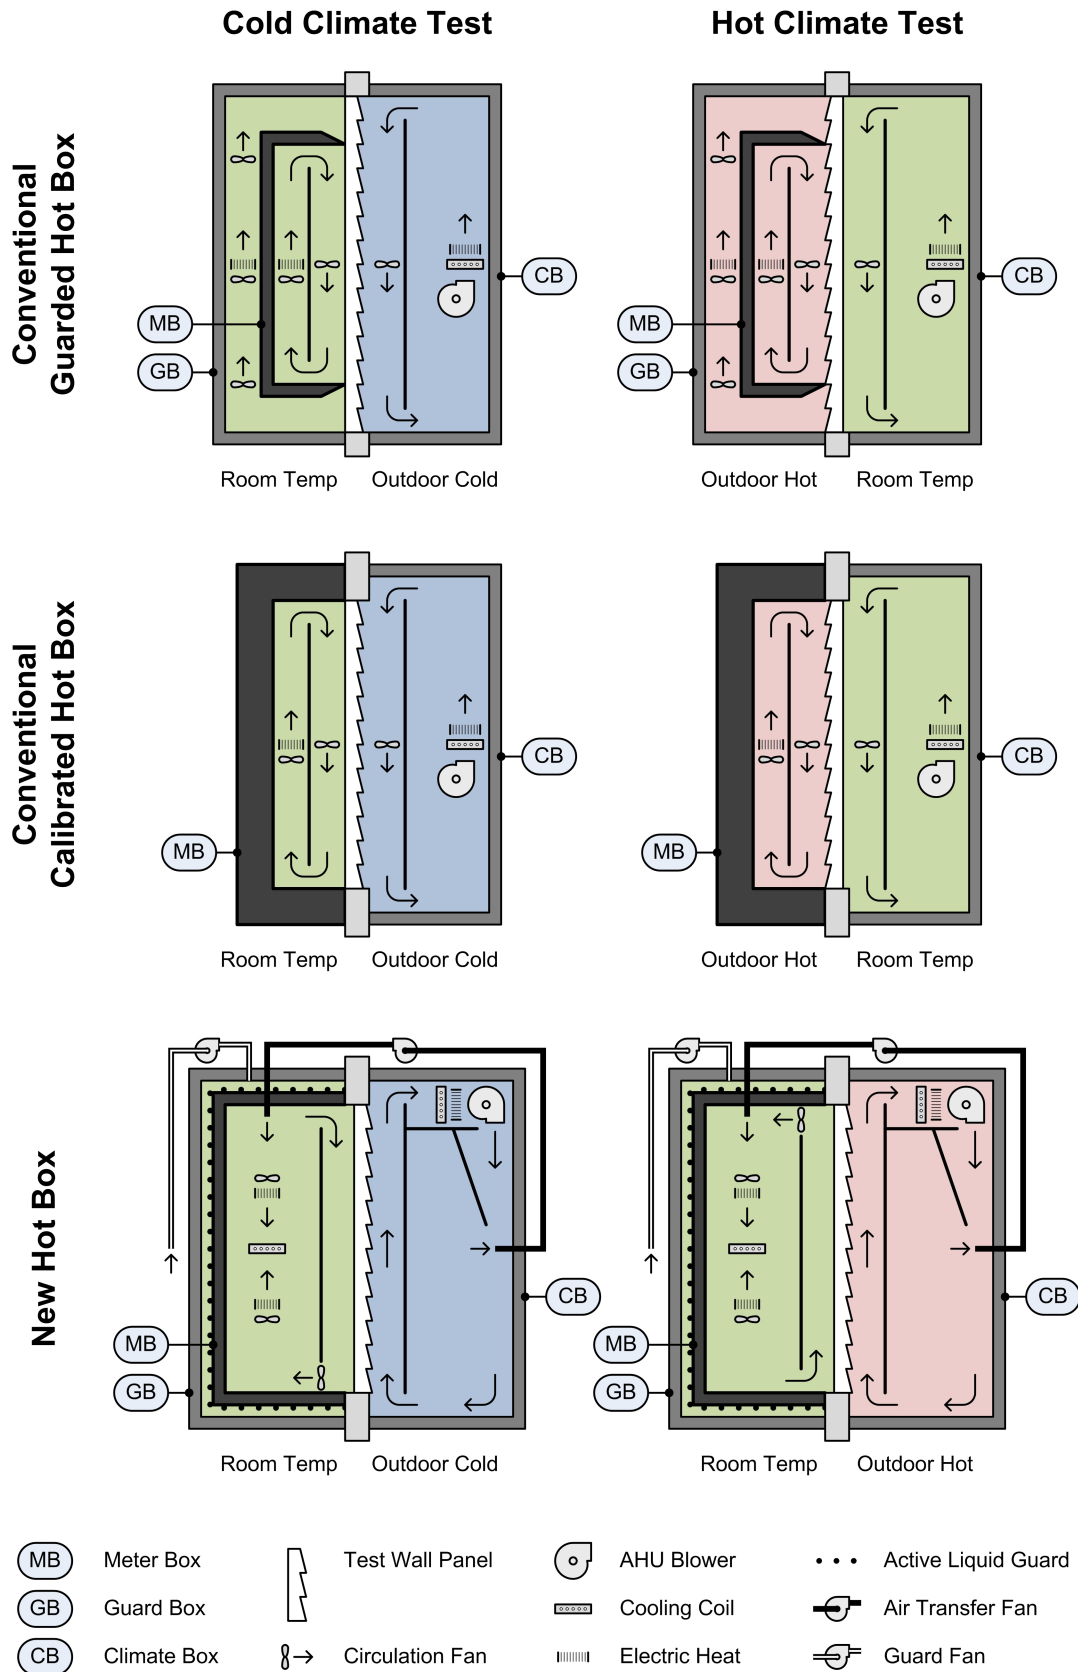 Cold Climate Test
Hot Climate Test
Conventional
Guarded Hot Box
MB
GB
CB
Room Temp
Outdoor Cold
MB
GB
CB
Outdoor Hot
Room Temp
Conventional
Calibrated Hot Box
MB
CB
Room Temp
Outdoor Cold
MB
CB
Outdoor Hot
Room Temp
New Hot Box
MB
GB
CB
Room Temp
Outdoor Cold
MB
GB
CB
Room Temp
Outdoor Hot
MB Meter Box
Test Wall Panel
AHU Blower
Active Liquid Guard
GB Guard Box
Cooling Coil
Air Transfer Fan
CB Climate Box
Circulation Fan
Electric Heat
Guard Fan